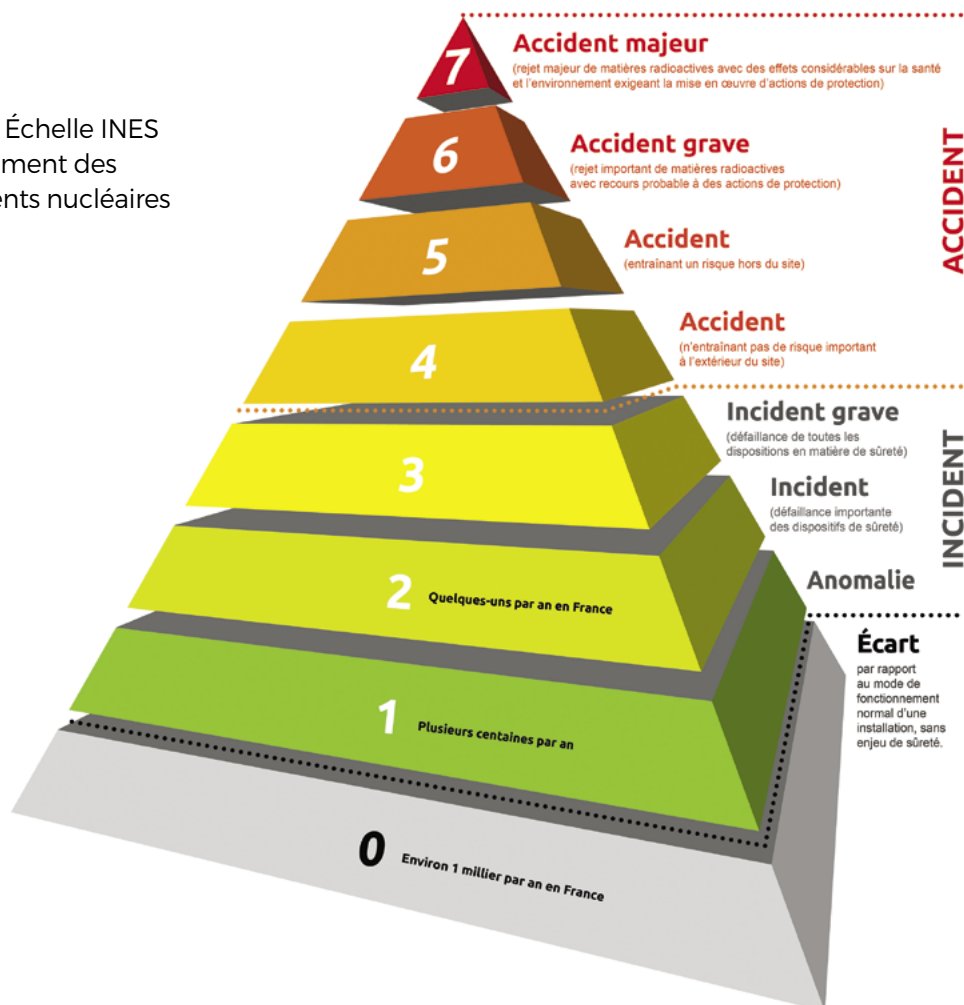 Échelle INES
ment des
nts nucléaires
7
Accident majeur
(rejet majeur de matières radioactives avec des effets considérables sur la santé
et l'environnement exigeant la mise en œuvre d'actions de protection)
6
Accident grave
(rejet important de matières radioactives
avec recours probable à des actions de protection)
5
Accident
(entraînant un risque hors du site)
4
Accident
(n'entraînant pas de risque important
à l'extérieur du site)
ACCIDENT
3
Incident grave
(défaillance de toutes les
dispositions en matière de sûreté)
2 Quelques-uns par an en France
Incident
(défaillance importante
des dispositifs de sûreté)
1 Plusieurs centaines par an
Anomalie
INCIDENT
0 Environ 1 millier par an en France
Écart
par rapport
au mode de
fonctionnement
normal d'une
installation, sans
enjeu de sûreté.